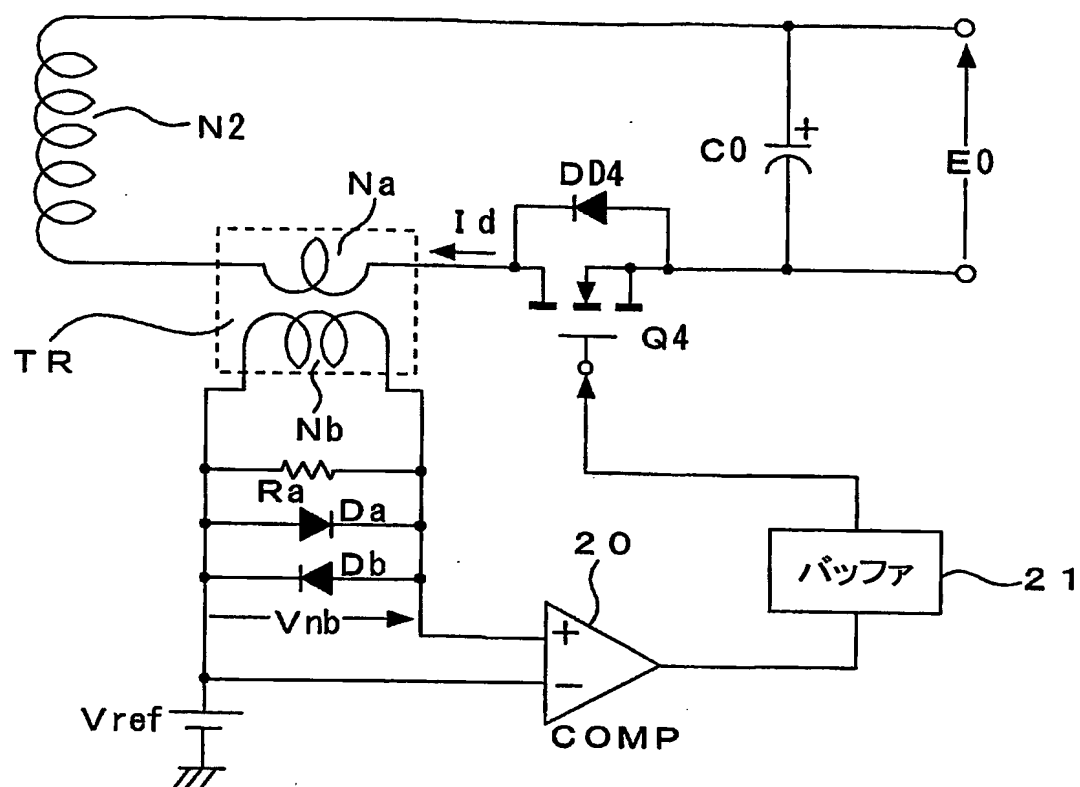 N2
Na
Id
DD4
C0
+
E0
Q4
TR
Nb
Ra
Da
Db
Vnb
20
バッファ
21
+
−
Vref
COMP